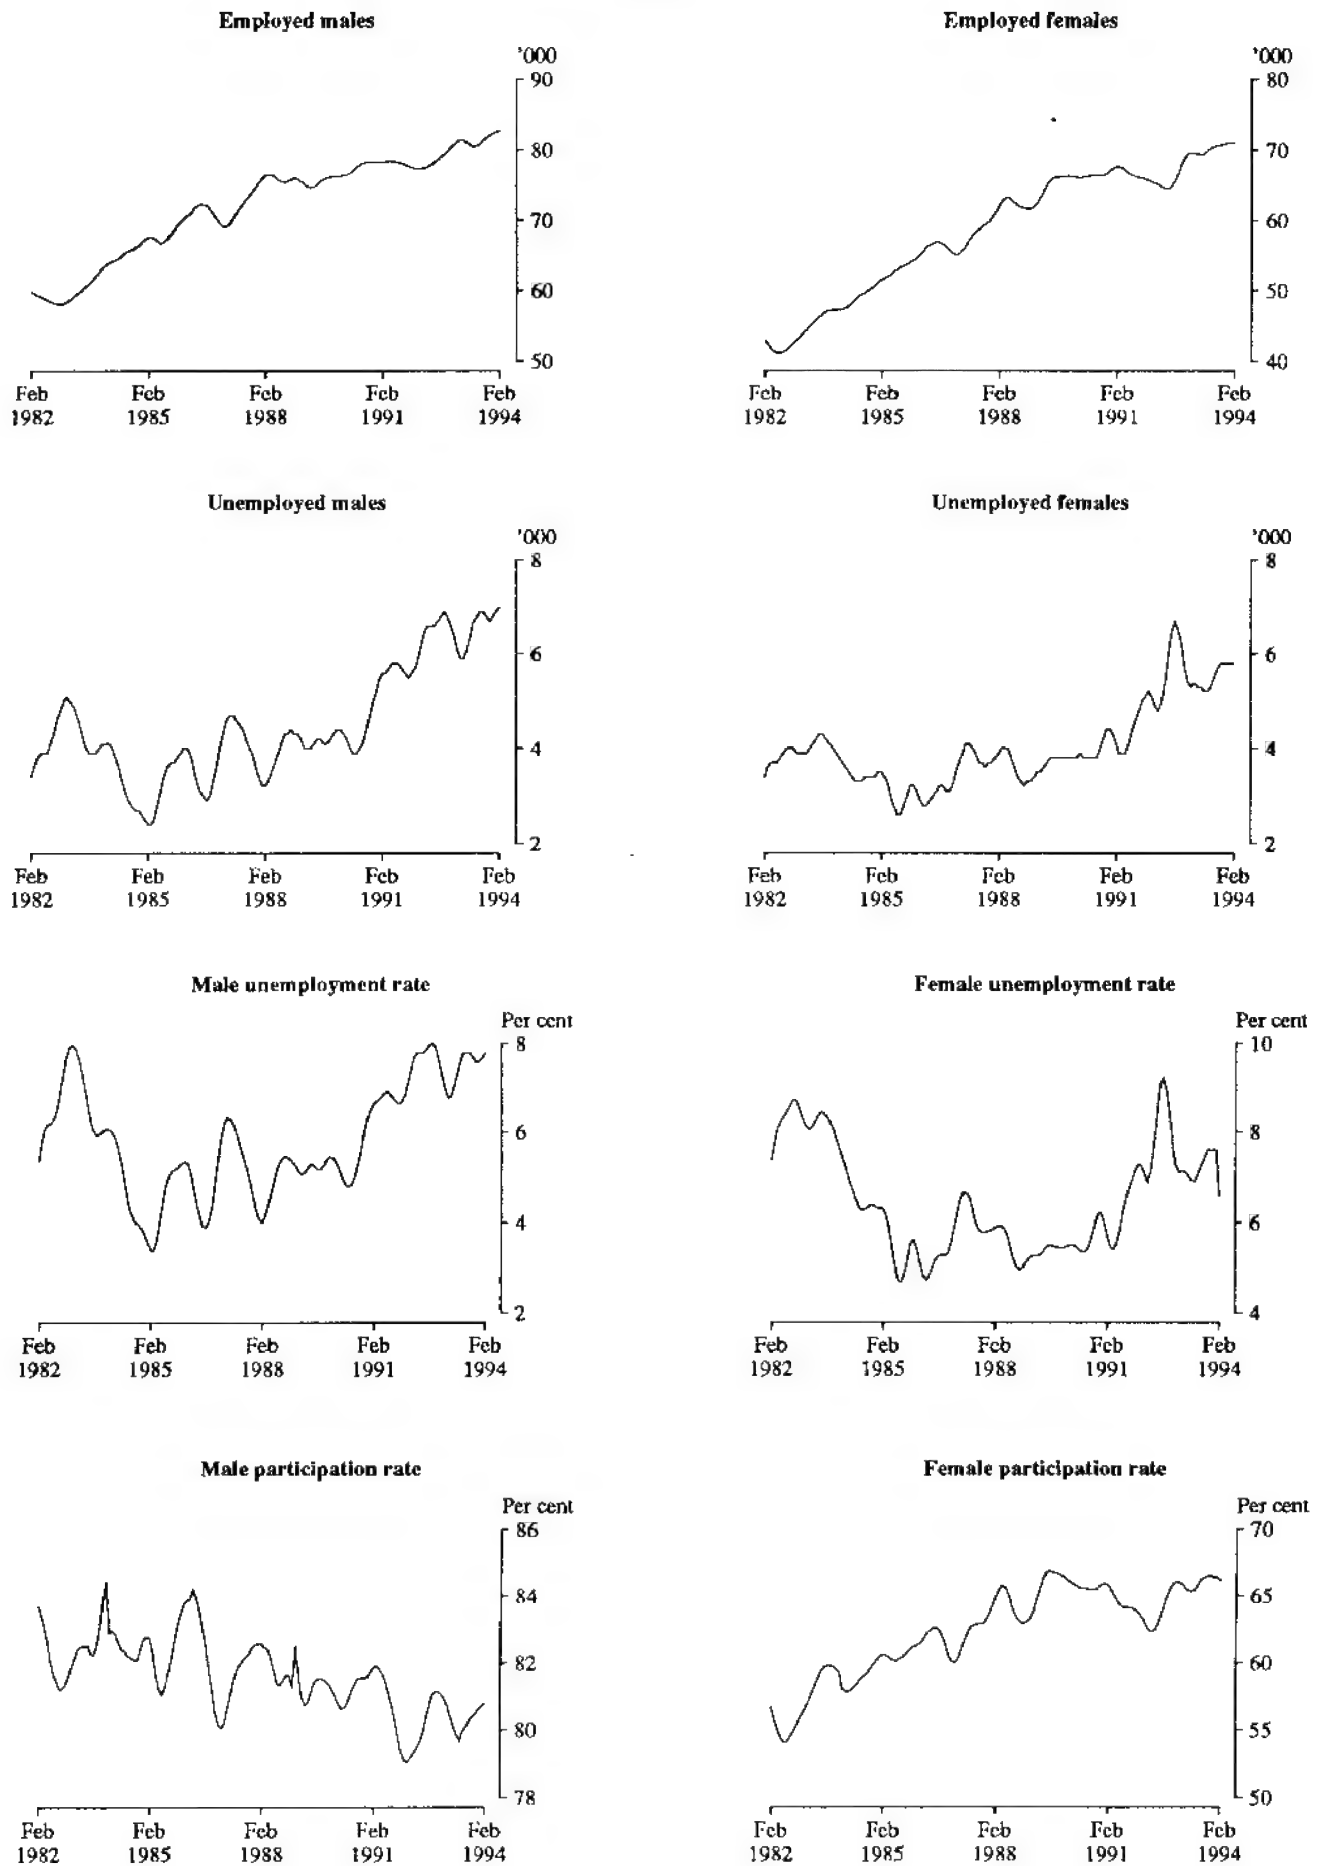 Employed males
'000
90
80
70
60
50
Feb Feb Feb Feb Feb
1982 1985 1988 1991 1994
Employed females
'000
80
70
60
50
40
Feb Feb Feb Feb Feb
1982 1985 1988 1991 1994
Unemployed males
'000
8
6
4
2
Feb Feb Feb Feb Feb
1982 1985 1988 1991 1994
Unemployed females
'000
8
6
4
2
Feb Feb Feb Feb Feb
1982 1985 1988 1991 1994
Male unemployment rate
Per cent
8
6
4
2
Feb Feb Feb Feb Feb
1982 1985 1988 1991 1994
Female unemployment rate
Per cent
10
8
6
4
Feb Feb Feb Feb Feb
1982 1985 1988 1991 1994
Male participation rate
Per cent
86
84
82
80
78
Feb Feb Feb Feb Feb
1982 1985 1988 1991 1994
Female participation rate
Per cent
70
65
60
55
50
Feb Feb Feb Feb Feb
1982 1985 1988 1991 1994